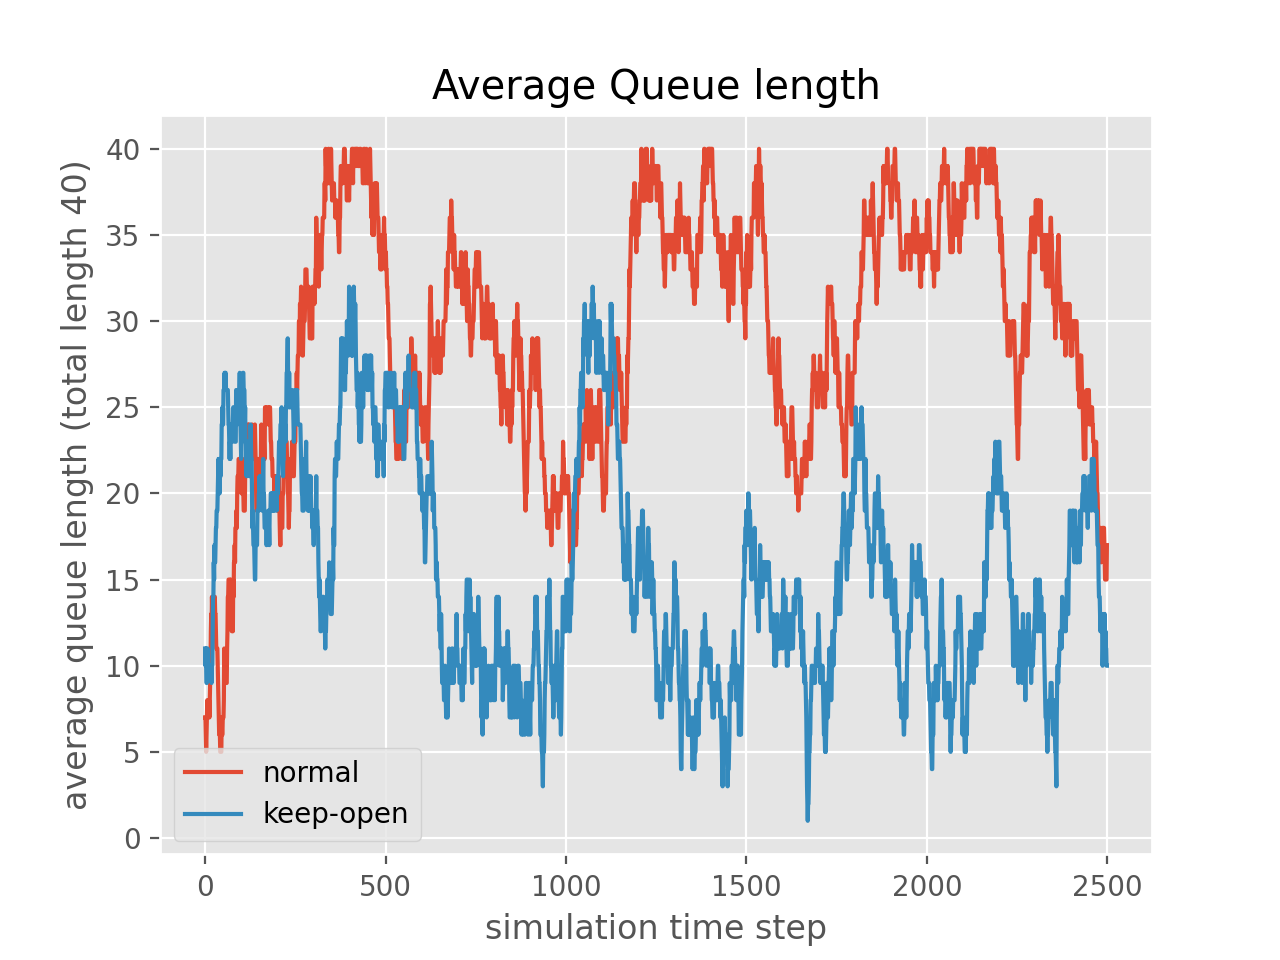 Average Queue length
average queue length (total length 40)
40
35
30
25
20
15
10
5
0
normal
keep-open
0 500 1000 1500 2000 2500
simulation time step